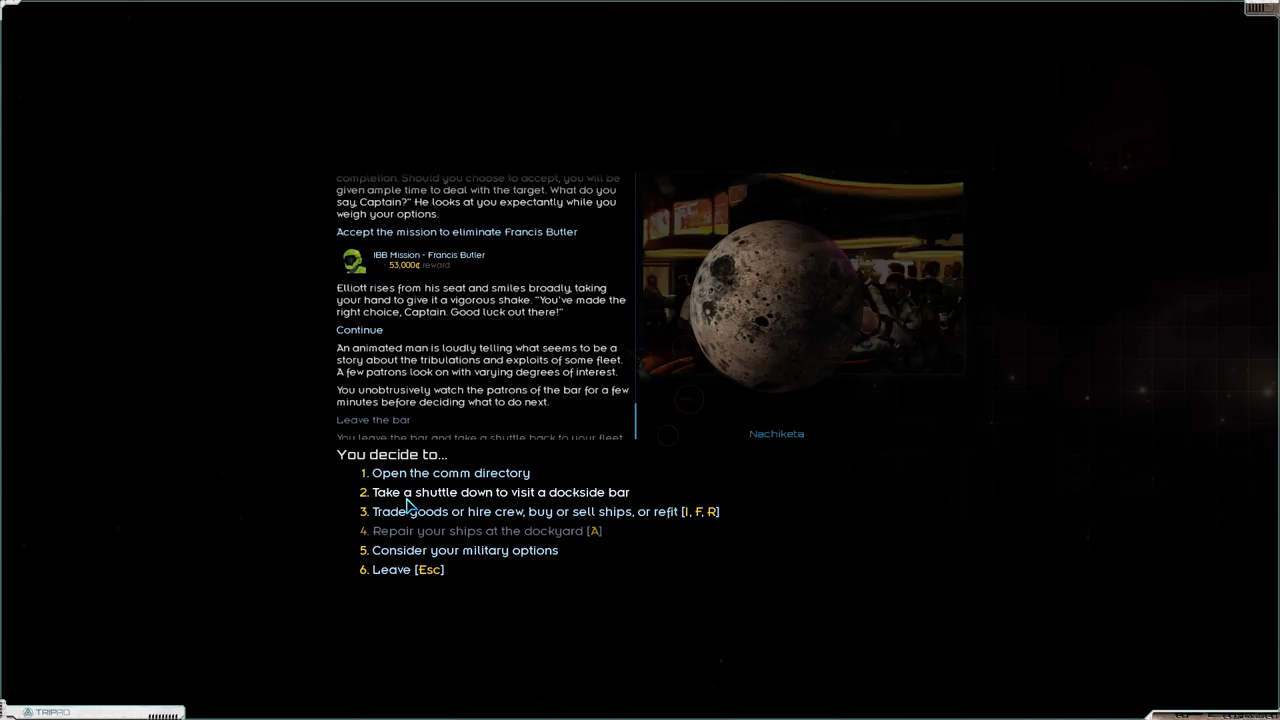 completion. Should you choose to accept, you will be
given ample time to deal with the target. What do you
say, Captain?" He looks at you expectantly while you
weigh your options.
Accept the mission to eliminate Francis Butler
IBB Mission - Francis Butler
- 53,000¢ reward
Elliott rises from his seat and smiles broadly, taking
your hand to give it a vigorous shake. "You've made the
right choice, Captain. Good luck out there!"
Continue
An animated man is loudly telling what seems to be a
story about the tribulations and exploits of some fleet.
A few patrons look on with varying degrees of interest.
You unobtrusively watch the patrons of the bar for a few
minutes before deciding what to do next.
Leave the bar
You leave the bar and take a shuttle back to your fleet.
Nachiketa
You decide to...
1. Open the comm directory
2. Take a shuttle down to visit a dockside bar
3. Trade goods or hire crew, buy or sell ships, or refit [I, F, R]
4. Repair your ships at the dockyard [A]
5. Consider your military options
6. Leave [Esc]
TRIPAD